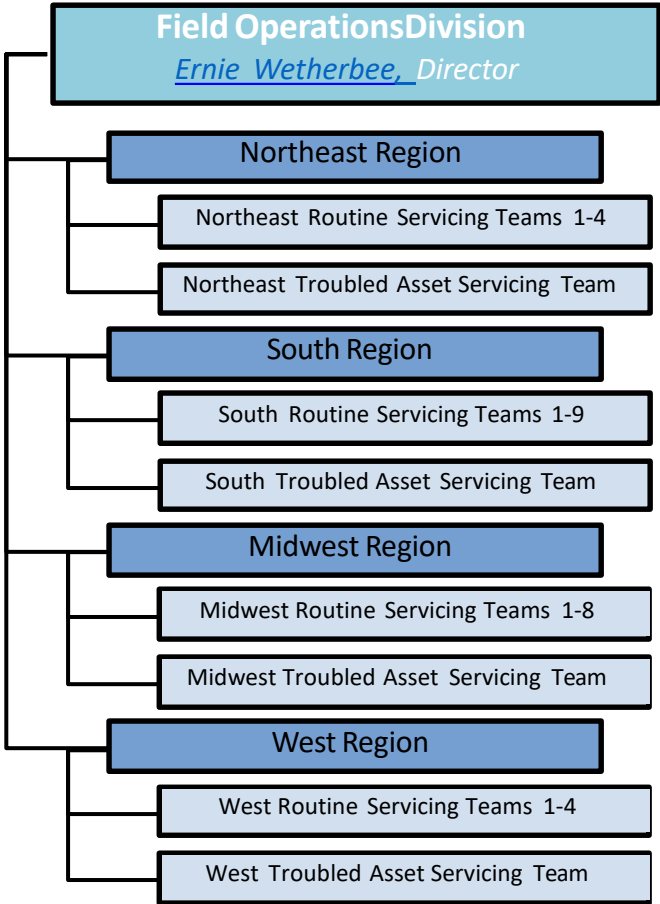 Field OperationsDivision
Ernie Wetherbee, Director
Northeast Region
Northeast Routine Servicing Teams 1-4
Northeast Troubled Asset Servicing Team
South Region
South Routine Servicing Teams 1-9
South Troubled Asset Servicing Team
Midwest Region
Midwest Routine Servicing Teams 1-8
Midwest Troubled Asset Servicing Team
West Region
West Routine Servicing Teams 1-4
West Troubled Asset Servicing Team